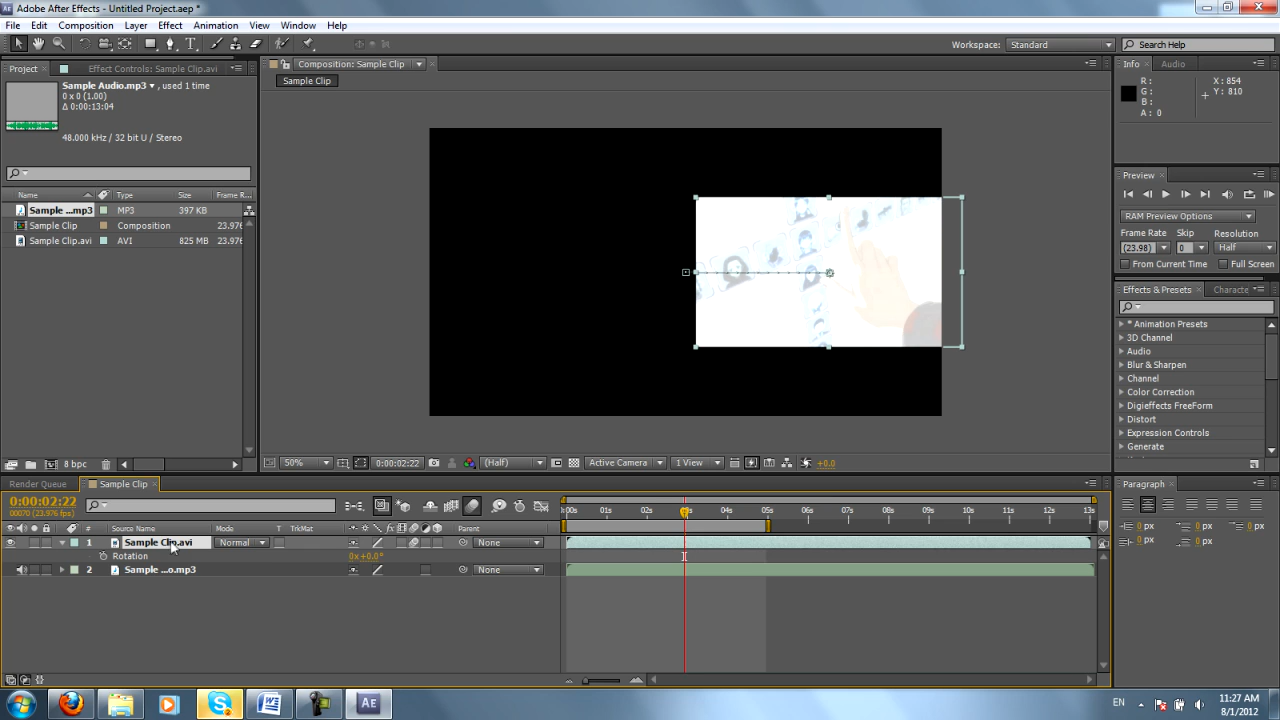 Adobe After Effects - Untitled Project.aep *
File Edit Composition Layer Effect Animation View Window Help
Workspace: Standard Search Help
Project Effect Controls: Sample Clip.avi
Sample Audio.mp3 , used 1 time
0 x 0 (1.00)
Δ 0:00:13:04
48.000 kHz / 32 bit U / Stereo
Name Type Size Frame R...
Sample ...mp3 MP3 397 KB
Sample Clip Composition 23.976
Sample Clip.avi AVI 825 MB 23.976
8 bpc
Composition: Sample Clip
Sample Clip
50% 0:00:02:22 (Half) Active Camera 1 View +0.0
Info Audio
R: X: 854
G: Y: 810
B:
A: 0
Preview
RAM Preview Options
Frame Rate Skip Resolution
(23.98) 0 Half
From Current Time Full Screen
Effects & Presets Characte
* Animation Presets
3D Channel
Audio
Blur & Sharpen
Channel
Color Correction
Digieffects FreeForm
Distort
Expression Controls
Generate
Render Queue Sample Clip
0:00:02:22
00070 (23.976 fps)
0s 02s 04s 05s 06s 07s 08s 09s 10s 11s 12s 13s
# Source Name Mode T TrkMat Parent
1 Sample Clip.avi Normal None
Rotation 0x+0.0°
2 Sample ...o.mp3 None
Paragraph
0 px 0 px 0 px
0 px 0 px
EN 11:27 AM
8/1/2012